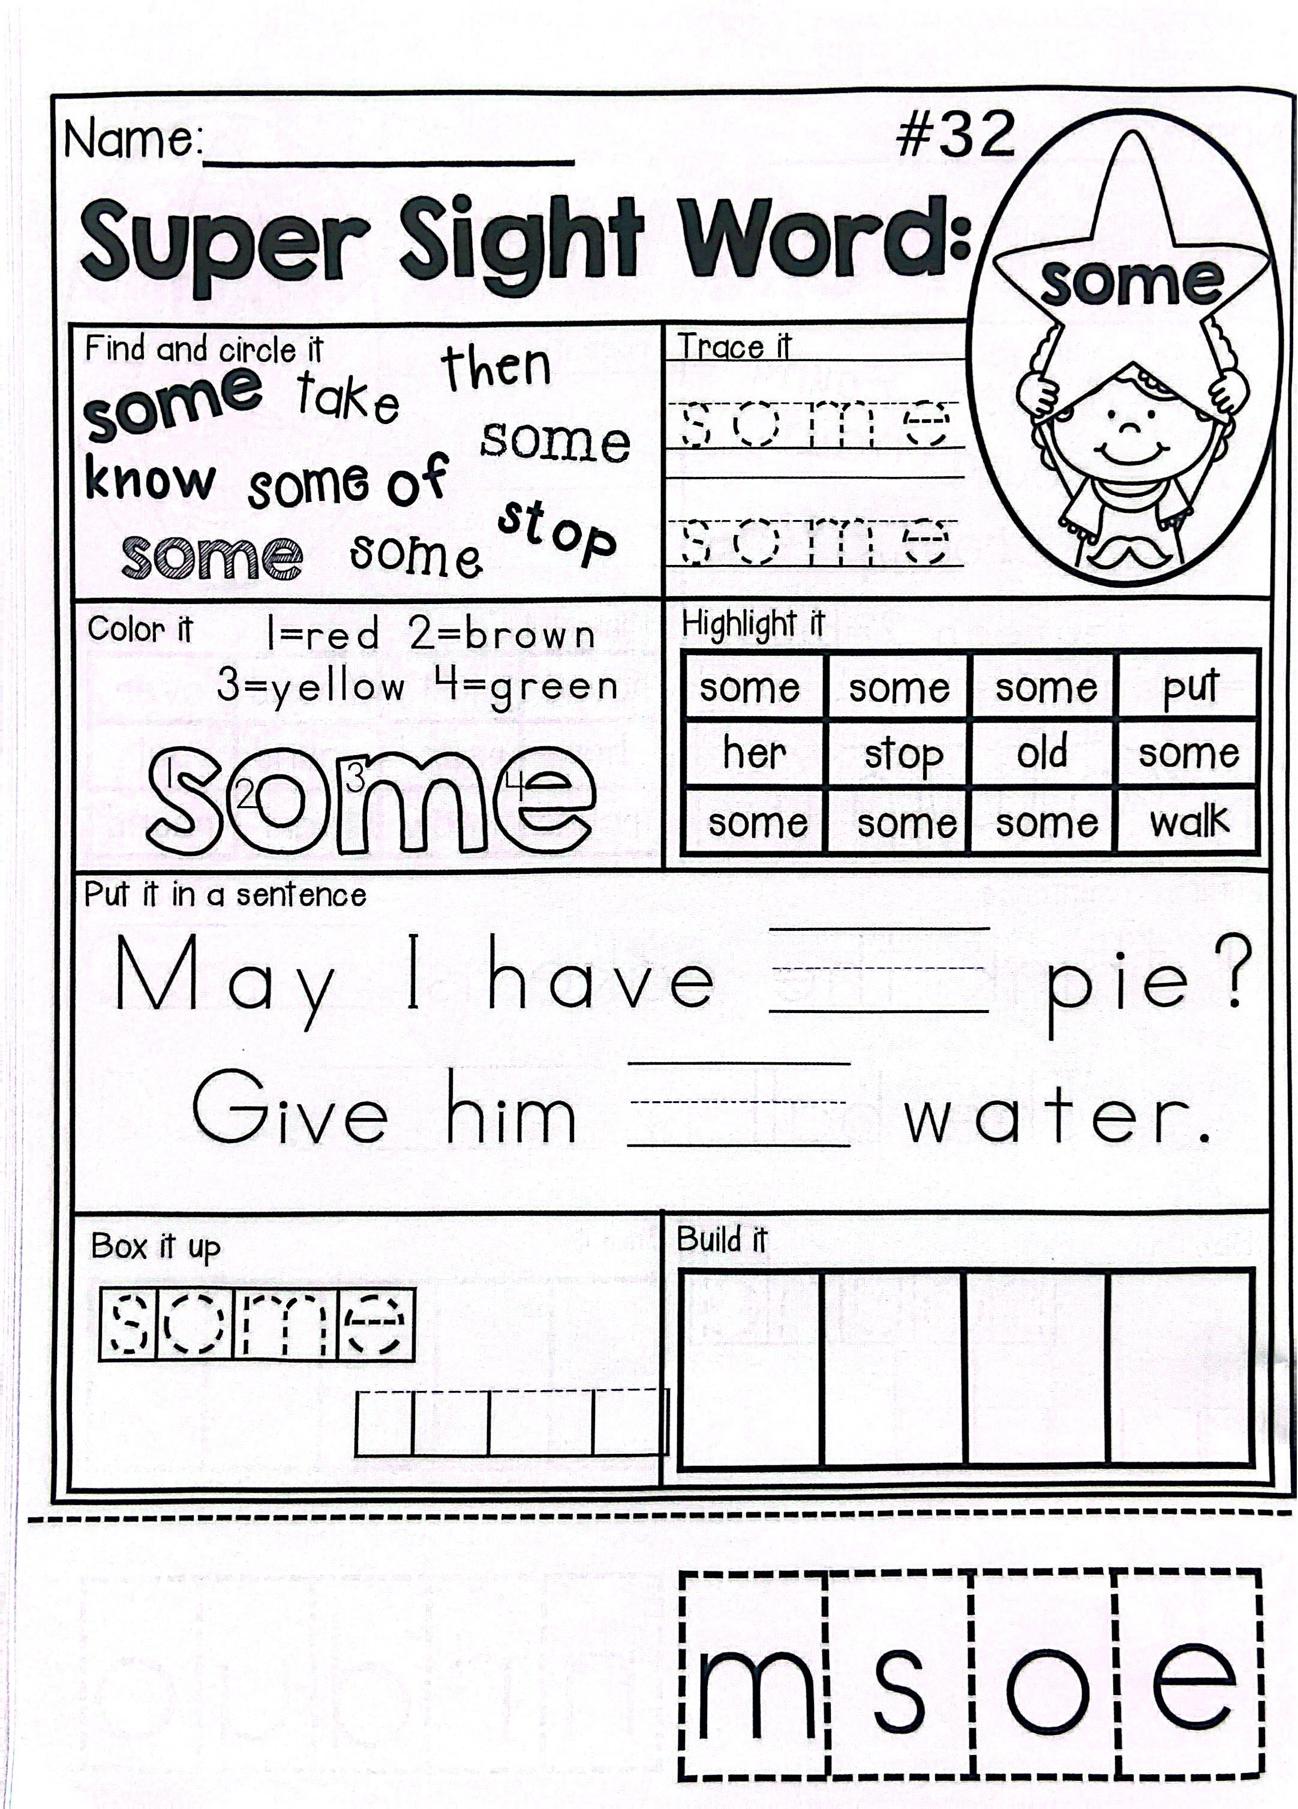 Name:
#32
Super Sight Word:
some
Find and circle it
some take then
some
know some of
stop
some some
Trace it
some
some
Color it 1=red 2=brown
3=yellow 4=green
some
1 2 3 4
Highlight it
some some some put
her stop old some
some some some walk
Put it in a sentence
May I have pie?
Give him water.
Box it up
some
Build it
m s o e